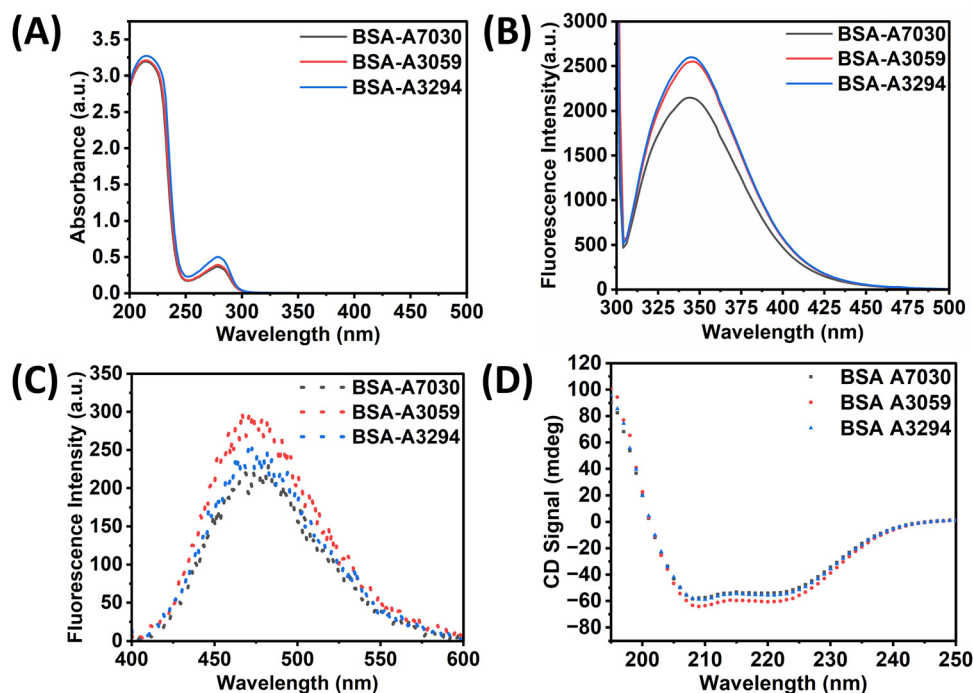 (A)
BSA-A7030
BSA-A3059
BSA-A3294
Absorbance (a.u.)
3.5
3.0
2.5
2.0
1.5
1.0
0.5
0.0
200 250 300 350 400 450 500
Wavelength (nm)
(B)
BSA-A7030
BSA-A3059
BSA-A3294
Fluorescence Intensity(a.u.)
3000
2500
2000
1500
1000
500
0
300 325 350 375 400 425 450 475 500
Wavelength (nm)
(C)
BSA-A7030
BSA-A3059
BSA-A3294
Fluorescence Intensity (a.u.)
350
300
250
200
150
100
50
0
400 450 500 550 600
Wavelength (nm)
(D)
BSA A7030
BSA A3059
BSA A3294
CD Signal (mdeg)
120
100
80
60
40
20
0
−20
−40
−60
−80
200 210 220 230 240 250
Wavelength (nm)